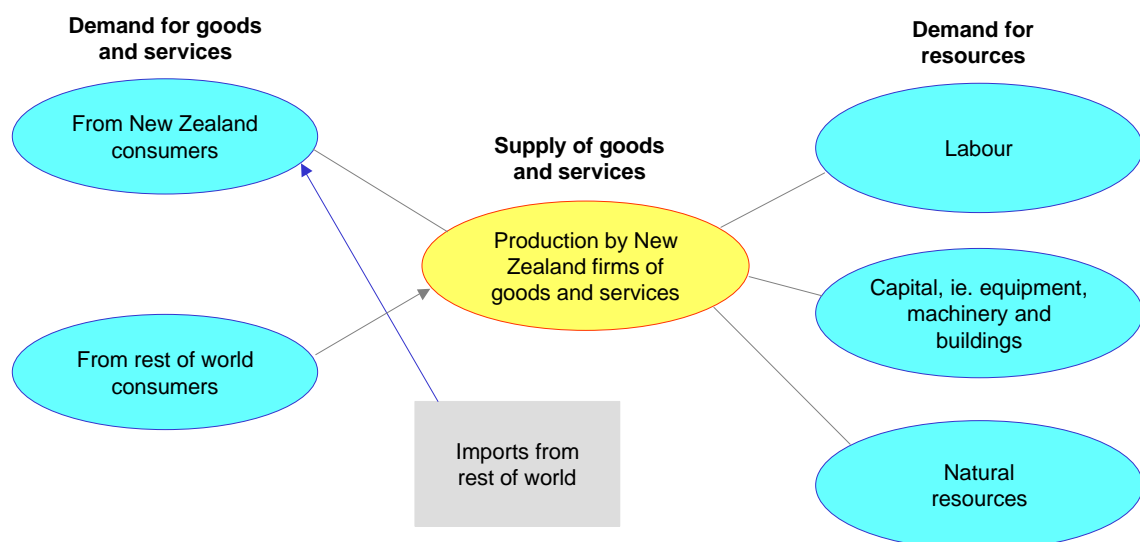 Demand for goods
and services
From New Zealand
consumers
From rest of world
consumers
Supply of goods
and services
Production by New
Zealand firms of
goods and services
Imports from
rest of world
Demand for
resources
Labour
Capital, ie. equipment,
machinery and
buildings
Natural
resources